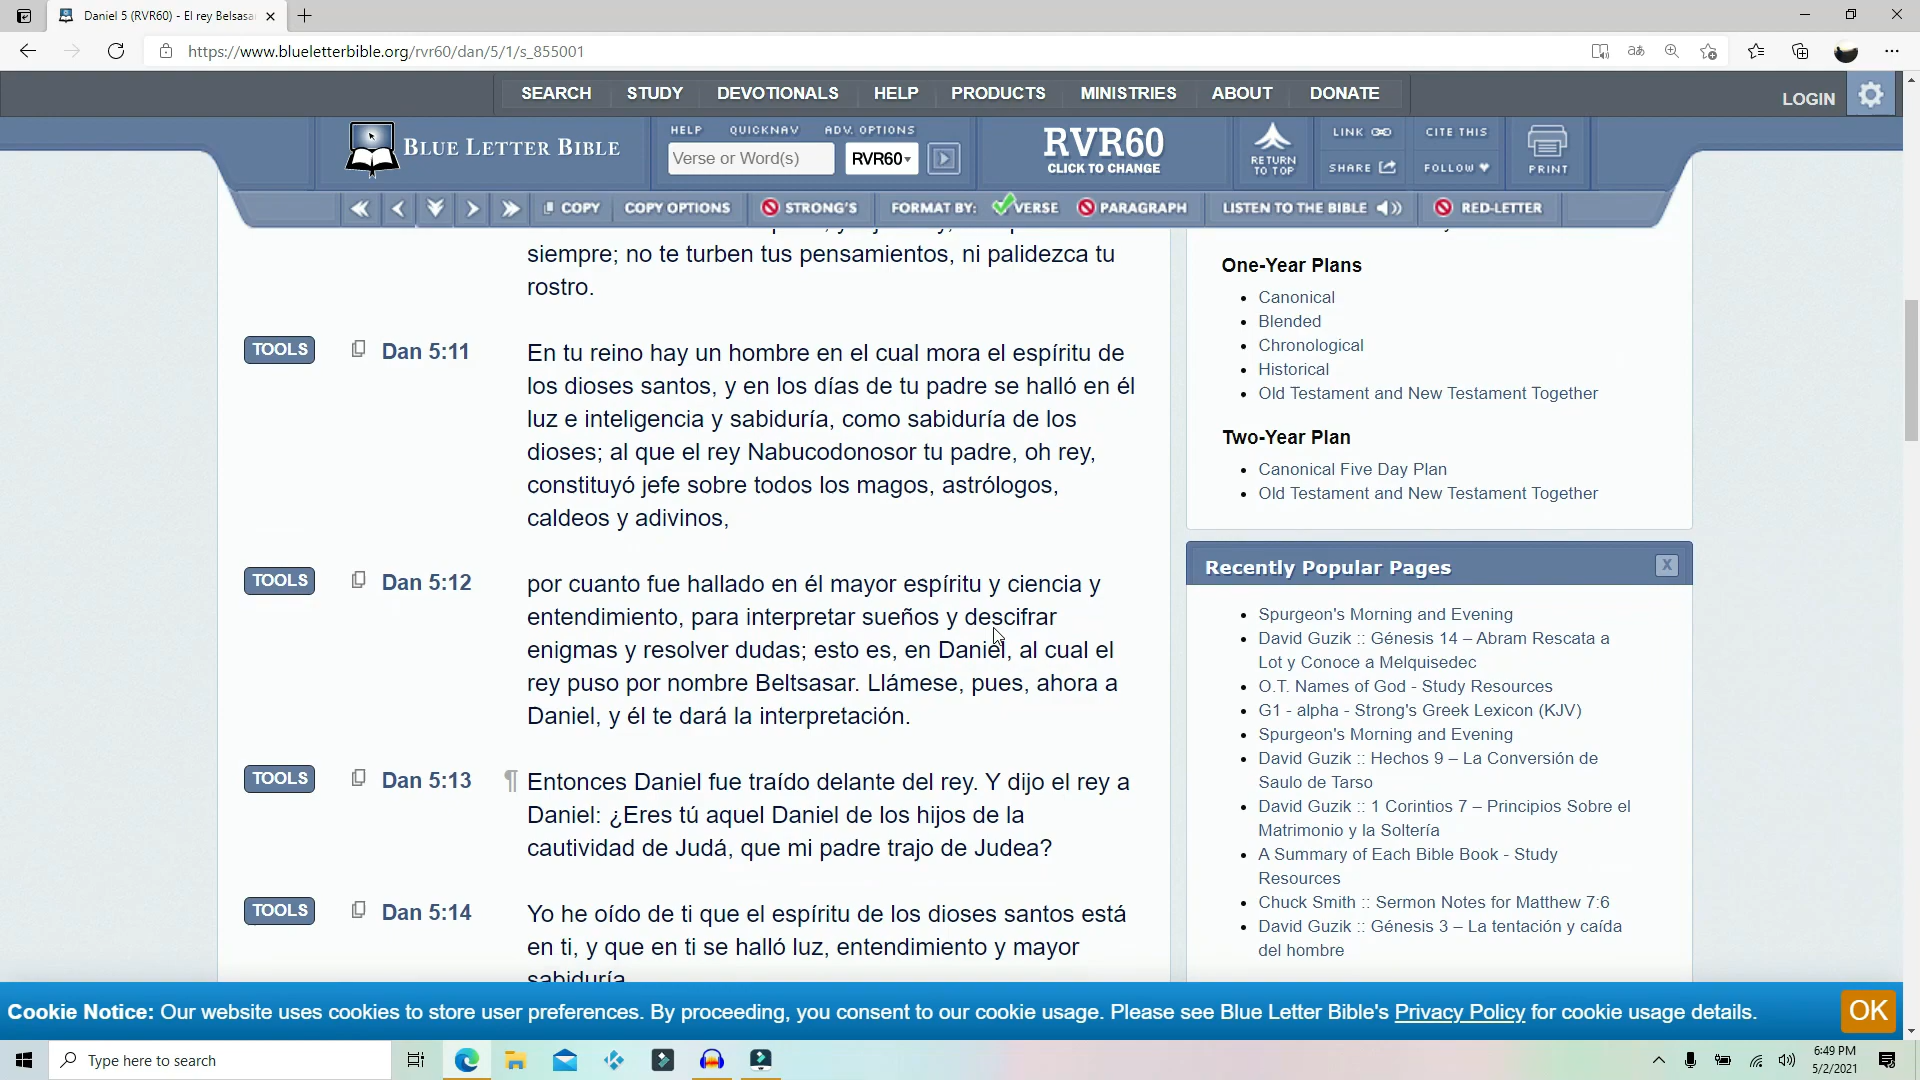 Daniel 5 (RVR60) - El rey Belsasa
https://www.blueletterbible.org/rvr60/dan/5/1/s_855001
SEARCH STUDY DEVOTIONALS HELP PRODUCTS MINISTRIES ABOUT DONATE
LOGIN
BLUE LETTER BIBLE
HELP QUICKNAV ADV. OPTIONS
Verse or Word(s)
RVR60
RVR60
CLICK TO CHANGE
RETURN
TO TOP
LINK
CITE THIS
SHARE
FOLLOW
PRINT
COPY COPY OPTIONS STRONG'S FORMAT BY: VERSE PARAGRAPH LISTEN TO THE BIBLE RED-LETTER
siempre; no te turben tus pensamientos, ni palidezca tu
rostro.
TOOLS Dan 5:11 En tu reino hay un hombre en el cual mora el espíritu de
los dioses santos, y en los días de tu padre se halló en él
luz e inteligencia y sabiduría, como sabiduría de los
dioses; al que el rey Nabucodonosor tu padre, oh rey,
constituyó jefe sobre todos los magos, astrólogos,
caldeos y adivinos,
TOOLS Dan 5:12 por cuanto fue hallado en él mayor espíritu y ciencia y
entendimiento, para interpretar sueños y descifrar
enigmas y resolver dudas; esto es, en Daniel, al cual el
rey puso por nombre Beltsasar. Llámese, pues, ahora a
Daniel, y él te dará la interpretación.
TOOLS Dan 5:13 ¶ Entonces Daniel fue traído delante del rey. Y dijo el rey a
Daniel: ¿Eres tú aquel Daniel de los hijos de la
cautividad de Judá, que mi padre trajo de Judea?
TOOLS Dan 5:14 Yo he oído de ti que el espíritu de los dioses santos está
en ti, y que en ti se halló luz, entendimiento y mayor
sabiduría
One-Year Plans
Canonical
Blended
Chronological
Historical
Old Testament and New Testament Together
Two-Year Plan
Canonical Five Day Plan
Old Testament and New Testament Together
Recently Popular Pages
X
Spurgeon's Morning and Evening
David Guzik :: Génesis 14 – Abram Rescata a
Lot y Conoce a Melquisedec
O.T. Names of God - Study Resources
G1 - alpha - Strong's Greek Lexicon (KJV)
Spurgeon's Morning and Evening
David Guzik :: Hechos 9 – La Conversión de
Saulo de Tarso
David Guzik :: 1 Corintios 7 – Principios Sobre el
Matrimonio y la Soltería
A Summary of Each Bible Book - Study
Resources
Chuck Smith :: Sermon Notes for Matthew 7:6
David Guzik :: Génesis 3 – La tentación y caída
del hombre
Cookie Notice: Our website uses cookies to store user preferences. By proceeding, you consent to our cookie usage. Please see Blue Letter Bible's Privacy Policy for cookie usage details.
OK
Type here to search
6:49 PM
5/2/2021